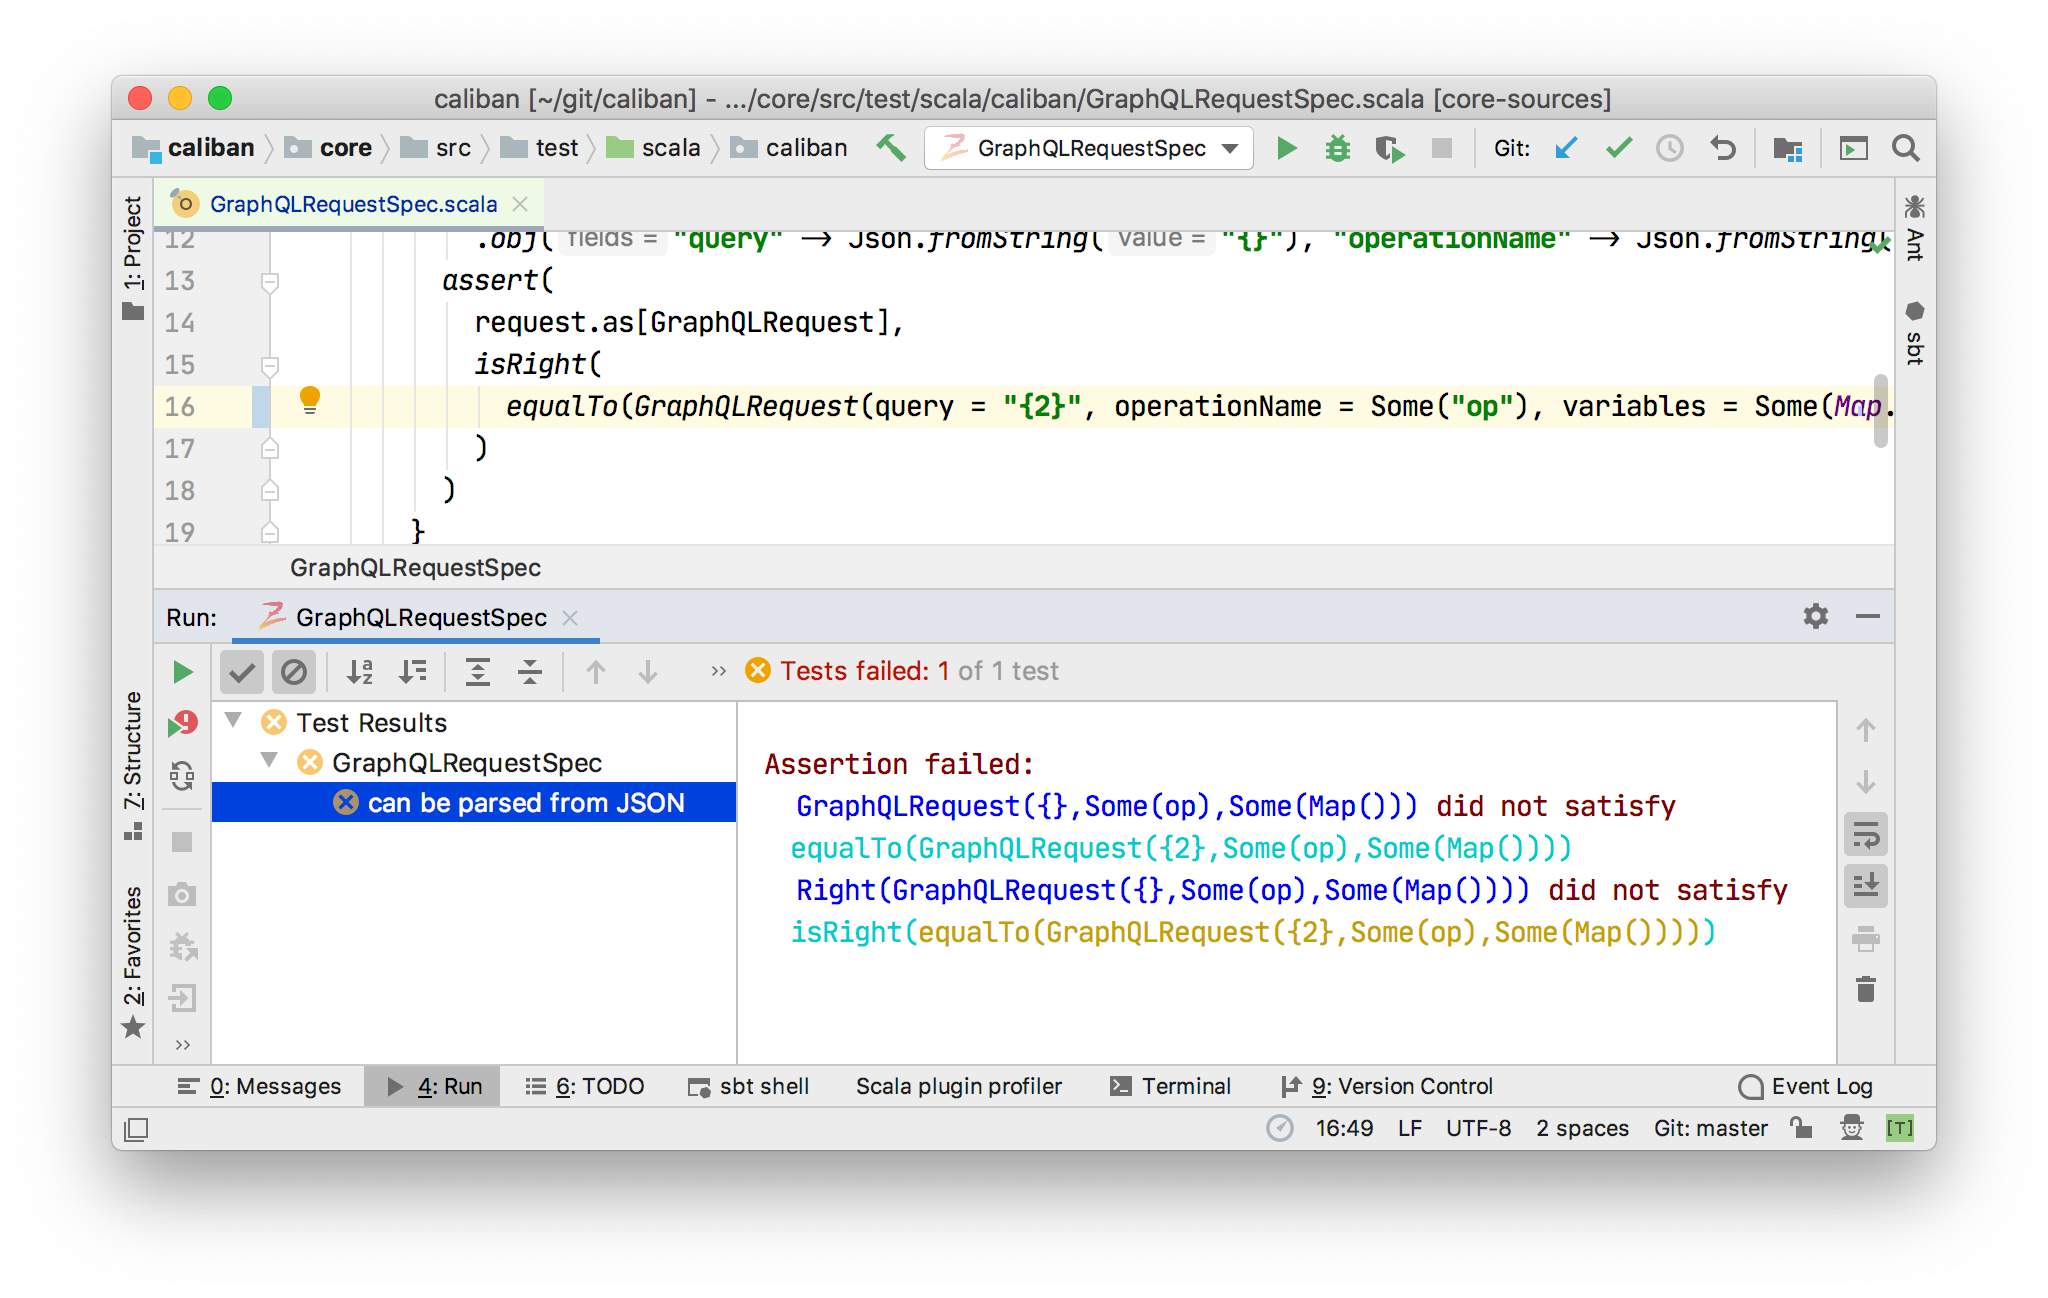 caliban [~/git/caliban] - .../core/src/test/scala/caliban/GraphQLRequestSpec.scala [core-sources]
caliban core src test scala caliban GraphQLRequestSpec Git:
1: Project
GraphQLRequestSpec.scala
Ant
sbt
12 .obj( fields = "query" → Json.fromString( value = "{}"), "operationName" → Json.fromString(
13 assert(
14 request.as[GraphQLRequest],
15 isRight(
16 equalTo(GraphQLRequest(query = "{2}", operationName = Some("op"), variables = Some(Map.
17 )
18 )
19 }
GraphQLRequestSpec
Run: GraphQLRequestSpec
>> Tests failed: 1 of 1 test
7: Structure
2: Favorites
Test Results
GraphQLRequestSpec
can be parsed from JSON
Assertion failed:
GraphQLRequest({},Some(op),Some(Map())) did not satisfy
equalTo(GraphQLRequest({2},Some(op),Some(Map())))
Right(GraphQLRequest({},Some(op),Some(Map()))) did not satisfy
isRight(equalTo(GraphQLRequest({2},Some(op),Some(Map()))))
>>
0: Messages 4: Run 6: TODO sbt shell Scala plugin profiler Terminal 9: Version Control Event Log
16:49 LF UTF-8 2 spaces Git: master [T]